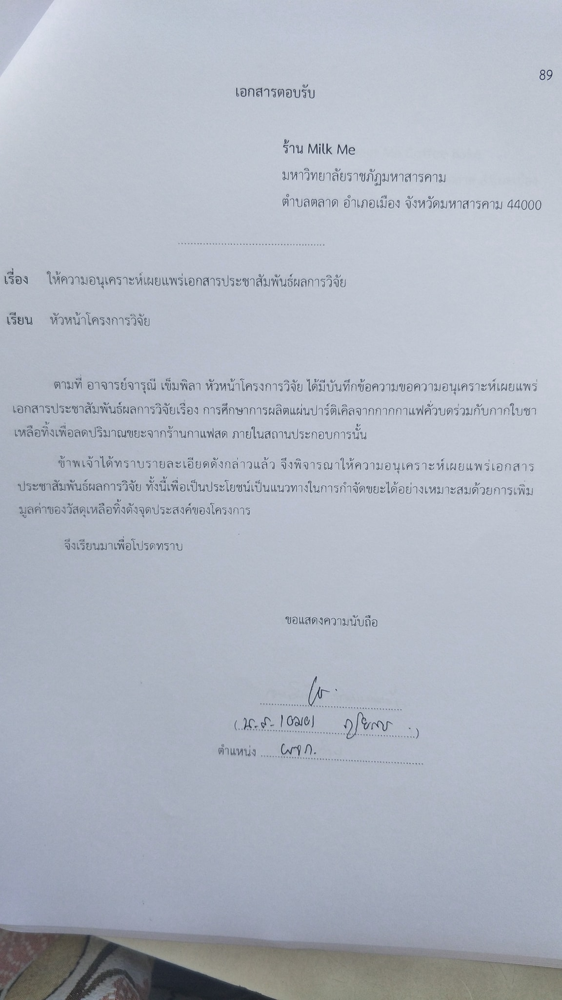 89
เอกสารตอบรับ
ร้าน Milk Me
มหาวิทยาลัยราชภัฏมหาสารคาม
ตำบลตลาด อำเภอเมือง จังหวัดมหาสารคาม 44000
เรื่อง ให้ความอนุเคราะห์เผยแพร่เอกสารประชาสัมพันธ์ผลการวิจัย
เรียน หัวหน้าโครงการวิจัย
ตามที่ อาจารย์จารุณี เข็มพิลา หัวหน้าโครงการวิจัย ได้มีบันทึกข้อความขอความอนุเคราะห์เผยแพร่
เอกสารประชาสัมพันธ์ผลการวิจัยเรื่อง การศึกษาการผลิตแผ่นปาร์ติเคิลจากกากกาแฟคั่วบดร่วมกับกากใบชา
เหลือทิ้งเพื่อลดปริมาณขยะจากร้านกาแฟสด ภายในสถานประกอบการนั้น
ข้าพเจ้าได้ทราบรายละเอียดดังกล่าวแล้ว จึงพิจารณาให้ความอนุเคราะห์เผยแพร่เอกสาร
ประชาสัมพันธ์ผลการวิจัย ทั้งนี้เพื่อเป็นประโยชน์เป็นแนวทางในการกำจัดขยะได้อย่างเหมาะสมด้วยการเพิ่ม
มูลค่าของวัสดุเหลือทิ้งดังจุดประสงค์ของโครงการ
จึงเรียนมาเพื่อโปรดทราบ
ขอแสดงความนับถือ
(น.ส.)
ตำแหน่ง ผจก.